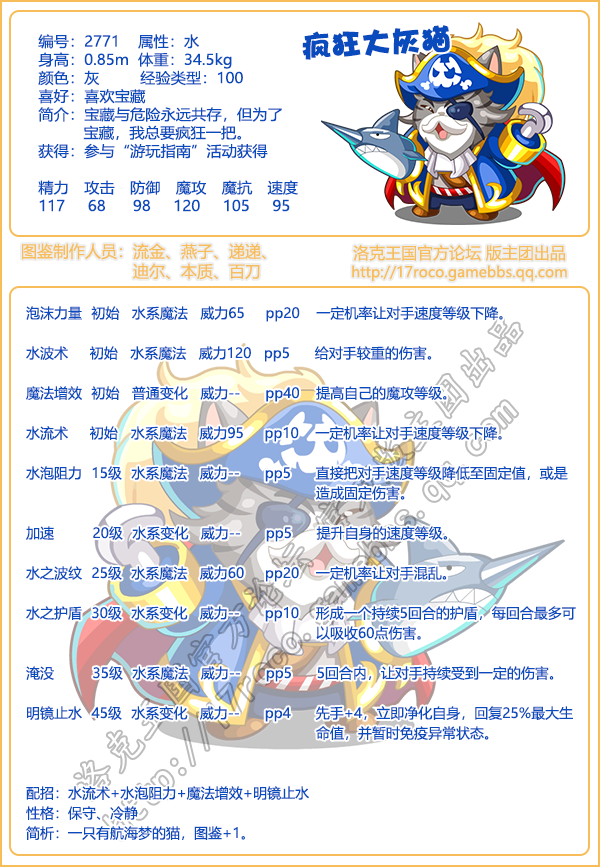 疯狂大灰猫
编号：2771 属性：水
身高：0.85m 体重：34.5kg
颜色：灰 经验类型：100
喜好：喜欢宝藏
简介：宝藏与危险永远共存，但为了
宝藏，我总要疯狂一把。
获得：参与“游玩指南”活动获得
精力 攻击 防御 魔攻 魔抗 速度
117 68 98 120 105 95
图鉴制作人员：流金、燕子、递递、
迪尔、本质、百刀
洛克王国官方论坛 版主团出品
http://17roco.gamebbs.qq.com
泡沫力量 初始 水系魔法 威力65 pp20 一定机率让对手速度等级下降。
水波术 初始 水系魔法 威力120 pp5 给对手较重的伤害。
魔法增效 初始 普通变化 威力-- pp40 提高自己的魔攻等级。
水流术 初始 水系魔法 威力95 pp10 一定机率让对手速度等级下降。
水泡阻力 15级 水系魔法 威力-- pp5 直接把对手速度等级降低至固定值，或是
造成固定伤害。
加速 20级 水系变化 威力-- pp5 提升自身的速度等级。
水之波纹 25级 水系魔法 威力60 pp20 一定机率让对手混乱。
水之护盾 30级 水系变化 威力-- pp10 形成一个持续5回合的护盾，每回合最多可
以吸收60点伤害。
淹没 35级 水系魔法 威力-- pp5 5回合内，让对手持续受到一定的伤害。
明镜止水 45级 水系变化 威力-- pp4 先手+4，立即净化自身，回复25%最大生
命值，并暂时免疫异常状态。
配招：水流术+水泡阻力+魔法增效+明镜止水
性格：保守、冷静
简析：一只有航海梦的猫，图鉴+1。
洛克王国官方论坛 版主团出品
http://17roco.gamebbs.qq.com